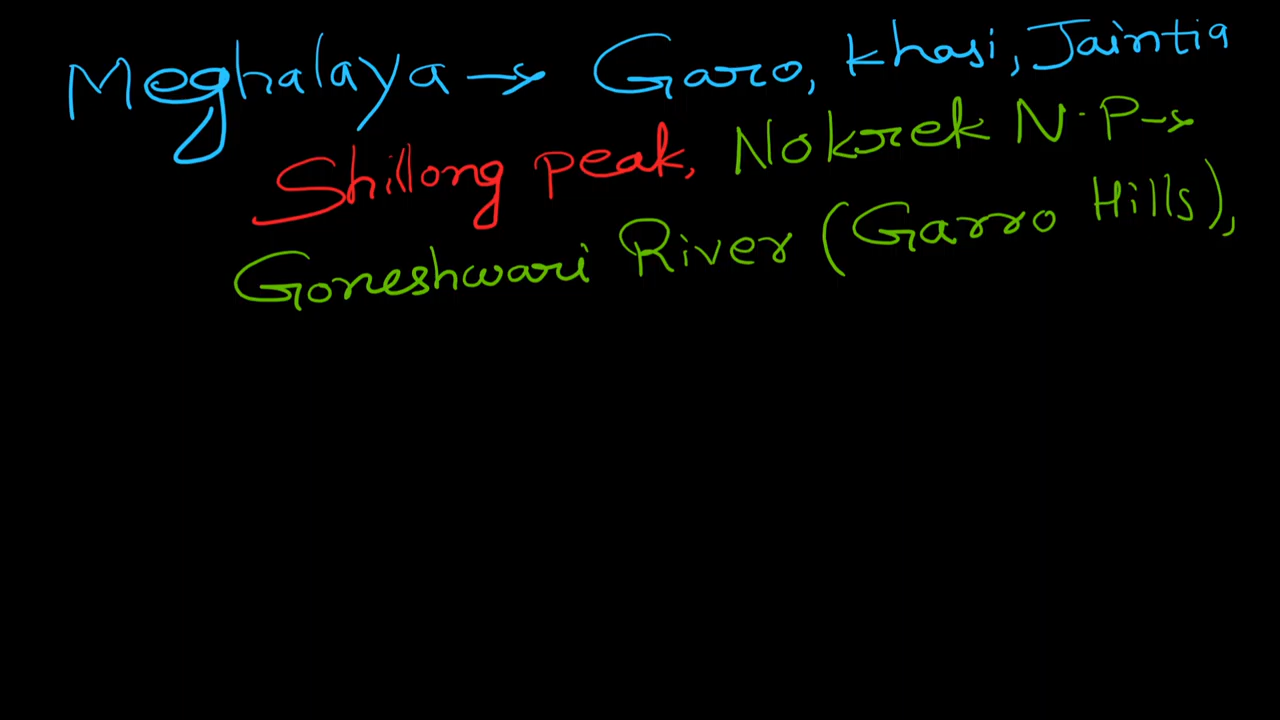 Meghalaya → Garo, khasi, Jaintia
Shillong peak, Nokrek N.P →
Goneshwari River (Garro Hills),